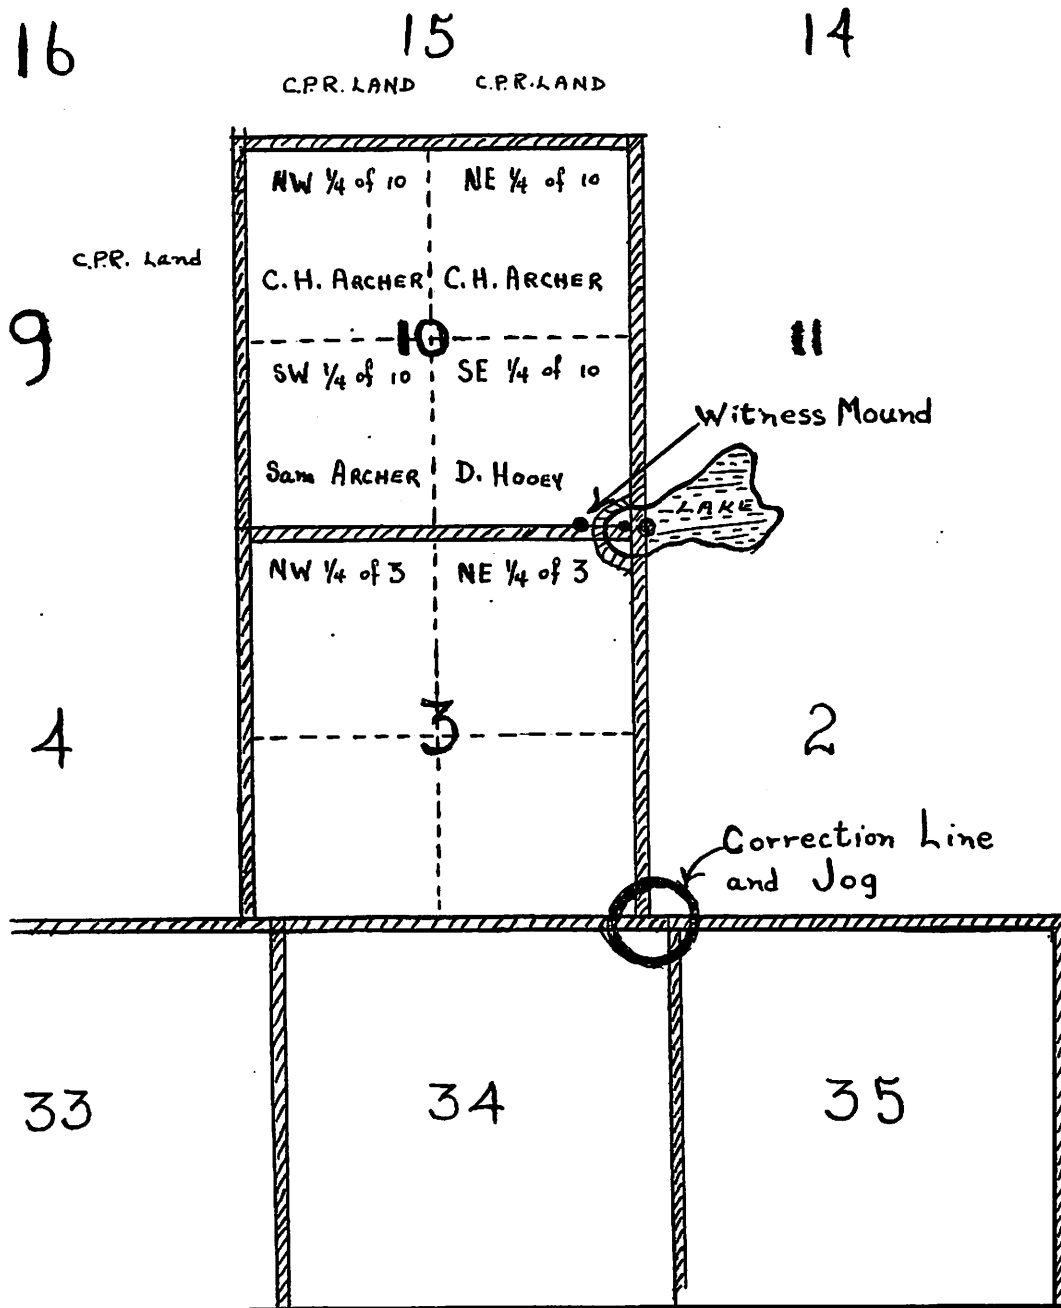 16 15 14
C.P.R. LAND C.P.R. LAND
NW ¼ of 10 NE ¼ of 10
C.P.R. Land
C. H. ARCHER C. H. ARCHER
9 10 11
SW ¼ of 10 SE ¼ of 10
Witness Mound
Sam ARCHER D. HOOEY
LAKE
NW ¼ of 3 NE ¼ of 3
4 3 2
Correction Line
and Jog
33 34 35